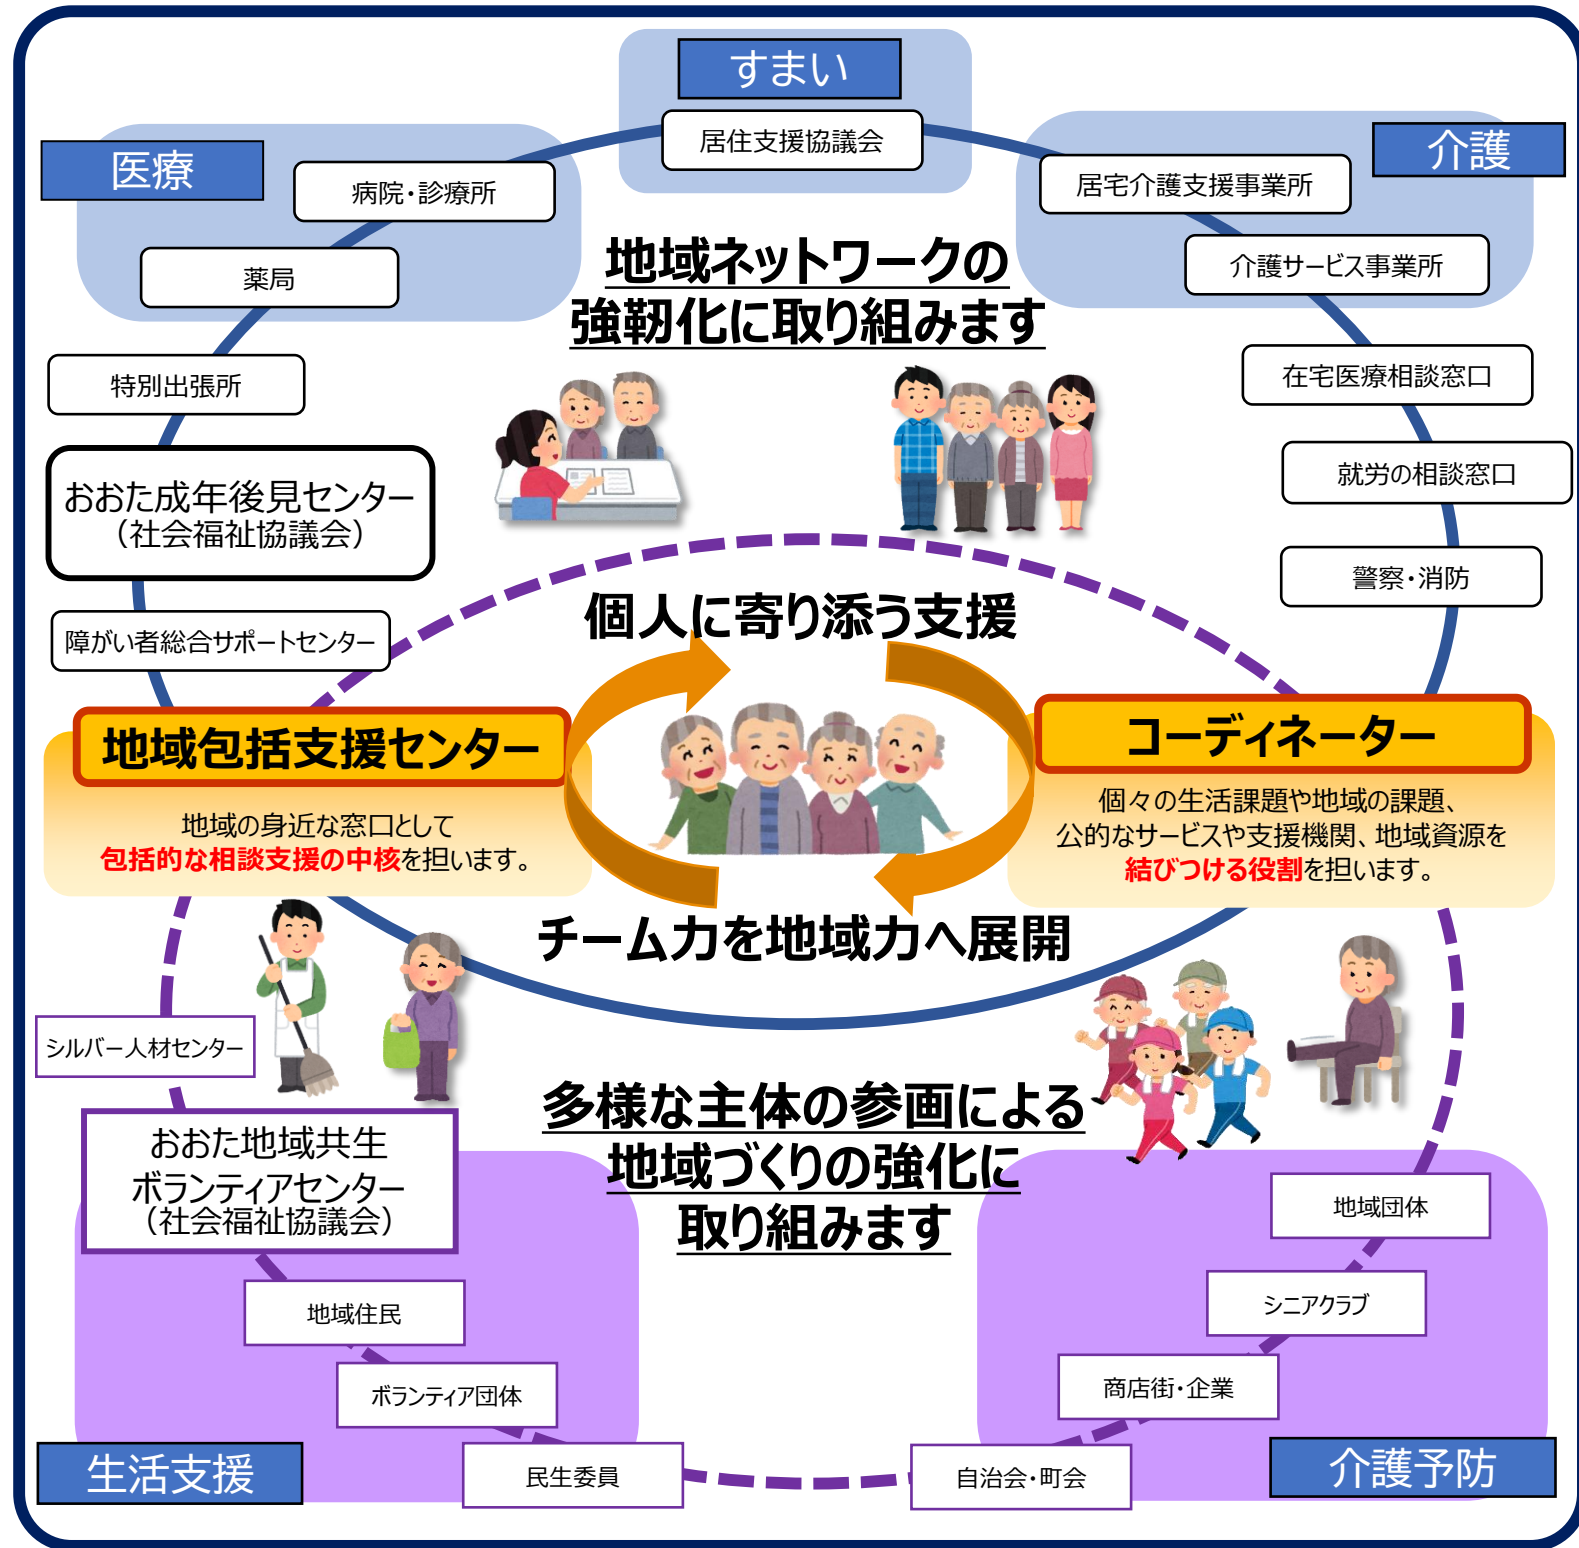 すまい
居住支援協議会
医療
病院・診療所
薬局
介護
居宅介護支援事業所
介護サービス事業所
地域ネットワークの
強靭化に取り組みます
特別出張所
おおた成年後見センター
（社会福祉協議会）
障がい者総合サポートセンター
在宅医療相談窓口
就労の相談窓口
警察・消防
個人に寄り添う支援
地域包括支援センター
地域の身近な窓口として
包括的な相談支援の中核を担います。
コーディネーター
個々の生活課題や地域の課題、
公的なサービスや支援機関、地域資源を
結びつける役割を担います。
チーム力を地域力へ展開
シルバー人材センター
おおた地域共生
ボランティアセンター
（社会福祉協議会）
地域住民
ボランティア団体
民生委員
生活支援
多様な主体の参画による
地域づくりの強化に
取り組みます
地域団体
シニアクラブ
商店街・企業
自治会・町会
介護予防